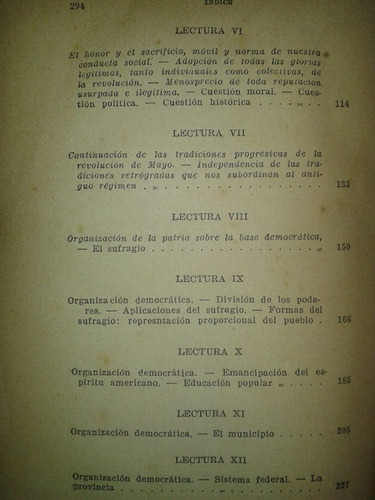 294
INDICE
LECTURA VI
El honor y el sacrificio, móvil y norma de nuestra
conducta social. — Adopción de todas las glorias
legítimas, tanto individuales como colectivas, de
la revolución. — Menosprecio de toda reputación
usurpada e ilegítima. — Cuestión moral. — Cues-
tión política. — Cuestión histórica . . . . . . . 114
LECTURA VII
Continuación de las tradiciones progresivas de la
revolución de Mayo. — Independencia de las tra-
diciones retrógradas que nos subordinan al anti-
guo régimen . . . . . . . . . . . . . . . . 133
LECTURA VIII
Organización de la patria sobre la base democrática,
— El sufragio . . . . . . . . . . . . . . . 150
LECTURA IX
Organización democrática. — División de los pode-
res. — Aplicaciones del sufragio. — Formas del
sufragio: represntación proporcional del pueblo . 166
LECTURA X
Organización democrática. — Emancipación del es-
píritu americano. — Educación popular . . . . . 185
LECTURA XI
Organización democrática. — El municipio . . . . . 205
LECTURA XII
Organización democrática. — Sistema federal. — La
provincia . . . . . . . . . . . . . . . . . 227